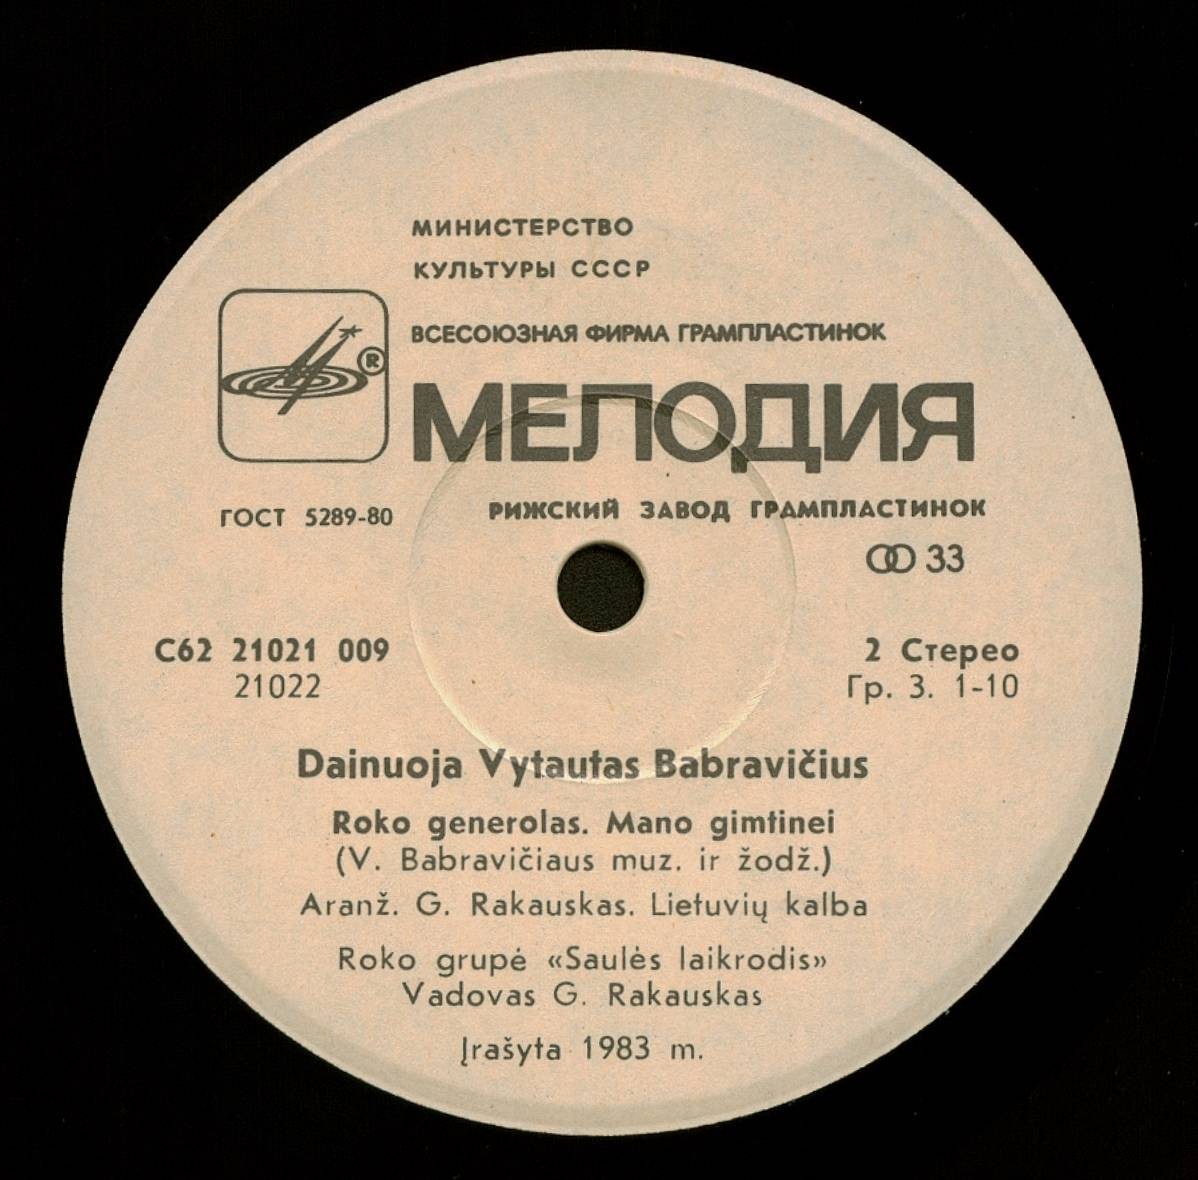 МИНИСТЕРСТВО
КУЛЬТУРЫ СССР
ВСЕСОЮЗНАЯ ФИРМА ГРАМПЛАСТИНОК
®
МЕЛОДИЯ
ГОСТ 5289-80
РИЖСКИЙ ЗАВОД ГРАМПЛАСТИНОК
33
С62 21021 009
21022
2 Стерео
Гр. 3. 1-10
Dainuoja Vytautas Babravičius
Roko generolas. Mano gimtinei
(V. Babravičiaus muz. ir žodž.)
Aranž. G. Rakauskas. Lietuvių kalba
Roko grupė «Saulės laikrodis»
Vadovas G. Rakauskas
Įrašyta 1983 m.